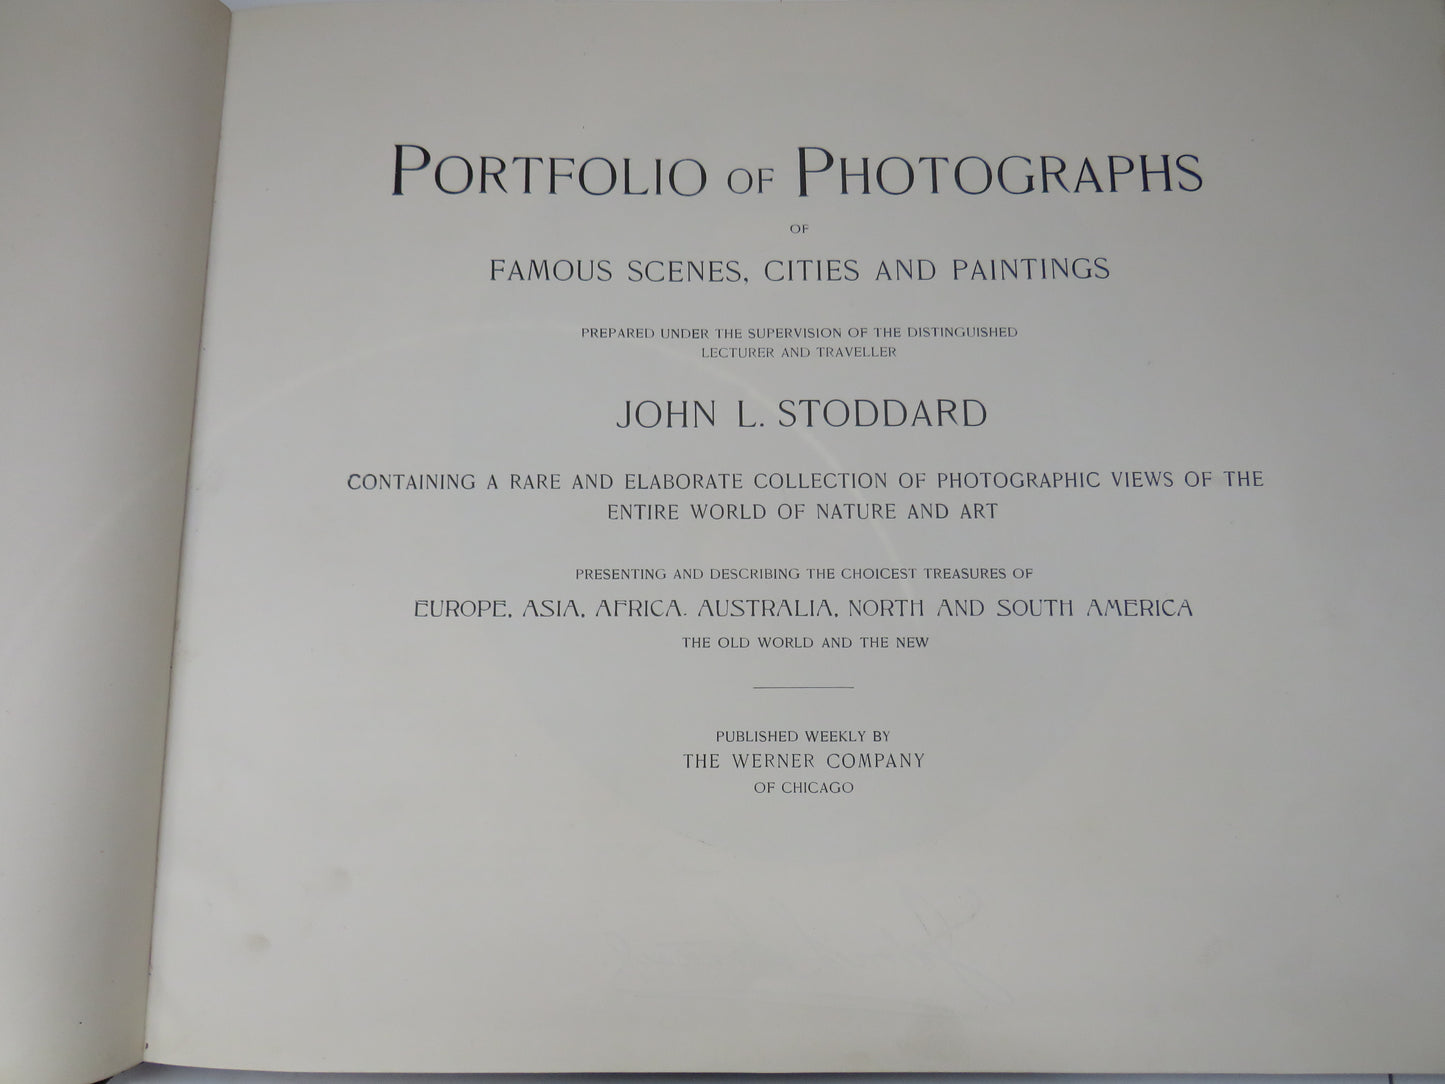 PORTFOLIO OF PHOTOGRAPHS
OF
FAMOUS SCENES, CITIES AND PAINTINGS
PREPARED UNDER THE SUPERVISION OF THE DISTINGUISHED
LECTURER AND TRAVELLER
JOHN L. STODDARD
CONTAINING A RARE AND ELABORATE COLLECTION OF PHOTOGRAPHIC VIEWS OF THE
ENTIRE WORLD OF NATURE AND ART
PRESENTING AND DESCRIBING THE CHOICEST TREASURES OF
EUROPE, ASIA, AFRICA. AUSTRALIA, NORTH AND SOUTH AMERICA
THE OLD WORLD AND THE NEW
PUBLISHED WEEKLY BY
THE WERNER COMPANY
OF CHICAGO